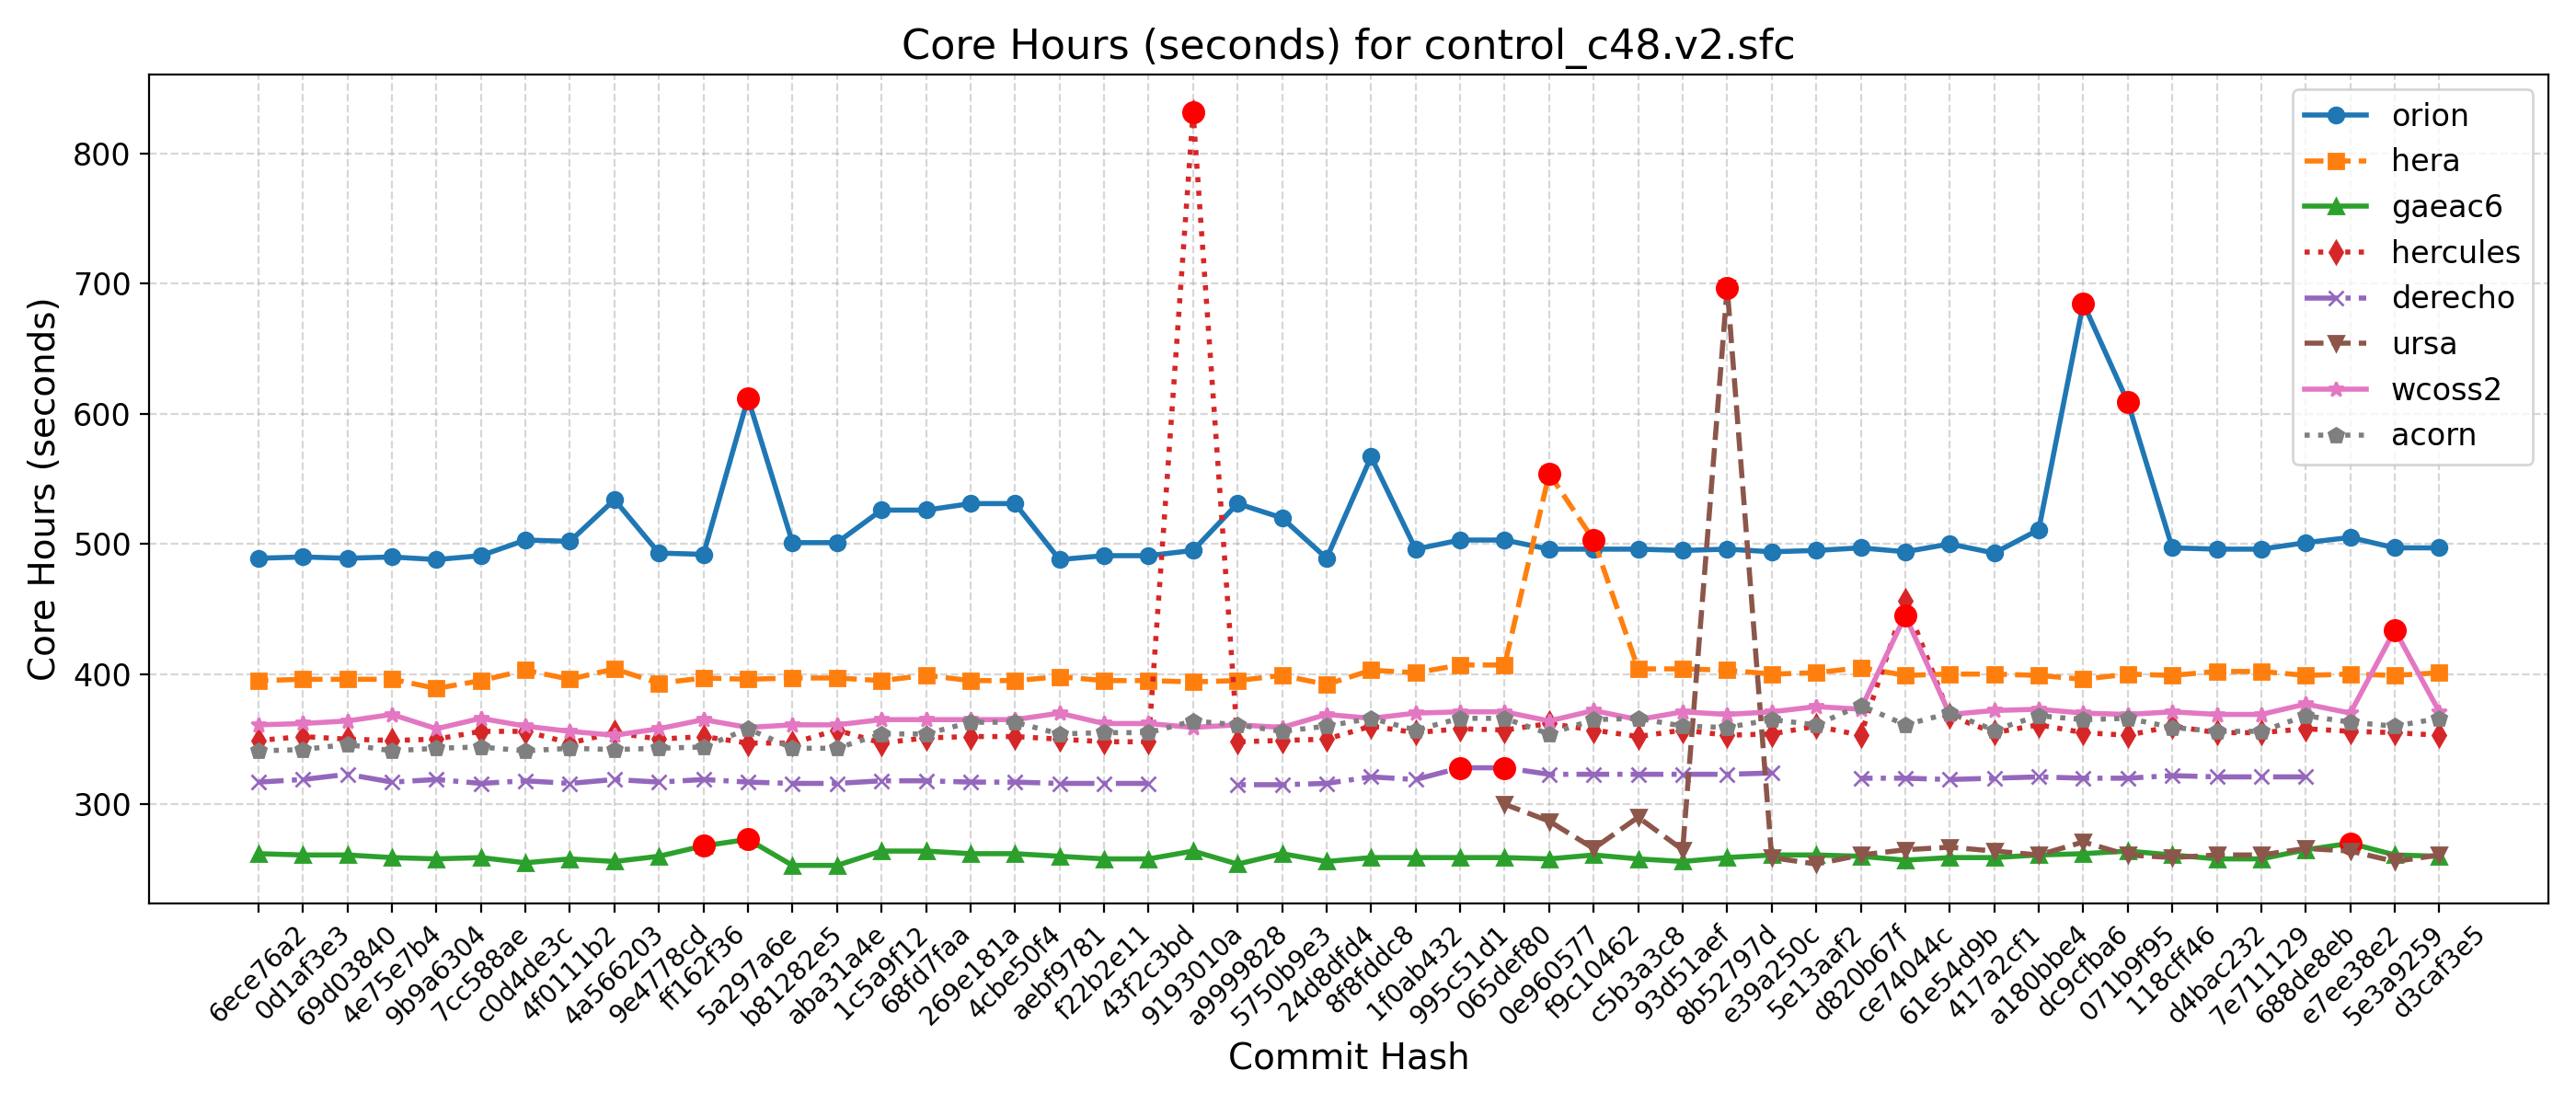 Core Hours (seconds) for control_c48.v2.sfc
Core Hours (seconds)
800
700
600
500
400
300
orion
hera
gaeac6
hercules
derecho
ursa
wcoss2
acorn
6ece76a2
0d1af3e3
69d03840
4e75e7b4
9b9a6304
7cc588ae
c0d4de3c
4f0111b2
4a566203
9e4778cd
ff162f36
5a297a6e
b81282e5
aba31a4e
1c5a9f12
68fd7faa
269e181a
4cbe50f4
aebf9781
f22b2e11
43f2c3bd
9193010a
a9999828
5750b9e3
24d8dfd4
8f8fddc8
1f0ab432
995c51d1
065def80
0e960577
f9c10462
c5b3a3c8
93d51aef
8b52797d
e39a250c
5e13aaf2
d820b67f
ce74044c
61e54d9b
417a2cf1
a180bbe4
dc9cfba6
071b9f95
118cff46
d4bac232
7e711129
688de8eb
e7ee38e2
5e3a9259
d3caf3e5
Commit Hash